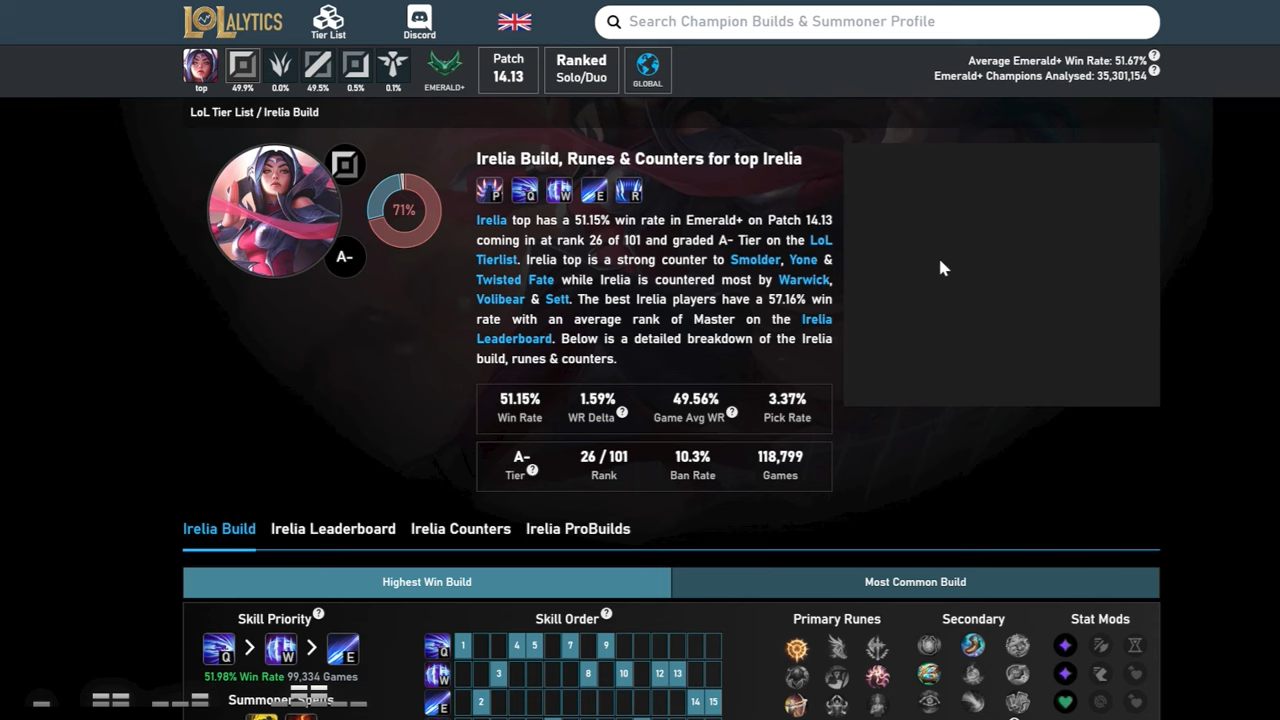 LOLALYTICS
Tier List
Discord
Search Champion Builds & Summoner Profile
top
49.9%
0.0%
49.5%
0.5%
0.1%
EMERALD+
Patch
14.13
Ranked
Solo/Duo
GLOBAL
Average Emerald+ Win Rate: 51.67% ?
Emerald+ Champions Analysed: 35,301,154 ?
LoL Tier List / Irelia Build
71%
A-
Irelia Build, Runes & Counters for top Irelia
P Q W E R
Irelia top has a 51.15% win rate in Emerald+ on Patch 14.13
coming in at rank 26 of 101 and graded A- Tier on the LoL
Tierlist. Irelia top is a strong counter to Smolder, Yone &
Twisted Fate while Irelia is countered most by Warwick,
Volibear & Sett. The best Irelia players have a 57.16% win
rate with an average rank of Master on the Irelia
Leaderboard. Below is a detailed breakdown of the Irelia
build, runes & counters.
51.15% 1.59% 49.56% 3.37%
Win Rate WR Delta ? Game Avg WR ? Pick Rate
A- 26 / 101 10.3% 118,799
Tier ? Rank Ban Rate Games
Irelia Build Irelia Leaderboard Irelia Counters Irelia ProBuilds
Highest Win Build Most Common Build
Skill Priority ? Skill Order ? Primary Runes Secondary Stat Mods
Q > W > E
51.98% Win Rate 99,334 Games
Q 1 4 5 7 9
W 3 8 10 12 13
E 2 14 15